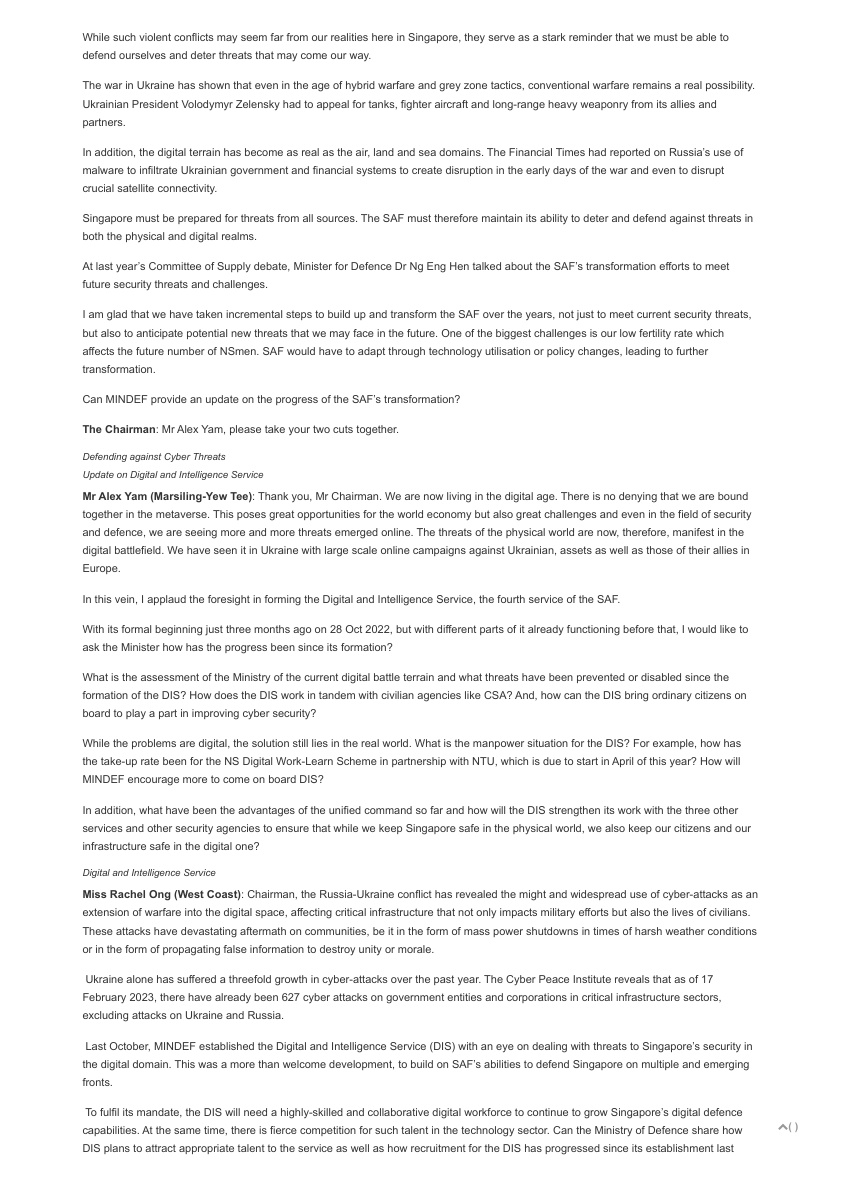 While such violent conflicts may seem far from our realities here in Singapore, they serve as a stark reminder that we must be able to
defend ourselves and deter threats that may come our way.
The war in Ukraine has shown that even in the age of hybrid warfare and grey zone tactics, conventional warfare remains a real possibility.
Ukrainian President Volodymyr Zelensky had to appeal for tanks, fighter aircraft and long-range heavy weaponry from its allies and
partners.
In addition, the digital terrain has become as real as the air, land and sea domains. The Financial Times had reported on Russia's use of
malware to infiltrate Ukrainian government and financial systems to create disruption in the early days of the war and even to disrupt
crucial satellite connectivity.
Singapore must be prepared for threats from all sources. The SAF must therefore maintain its ability to deter and defend against threats in
both the physical and digital realms.
At last year's Committee of Supply debate, Minister for Defence Dr Ng Eng Hen talked about the SAF's transformation efforts to meet
future security threats and challenges.
I am glad that we have taken incremental steps to build up and transform the SAF over the years, not just to meet current security threats,
but also to anticipate potential new threats that we may face in the future. One of the biggest challenges is our low fertility rate which
affects the future number of NSmen. SAF would have to adapt through technology utilisation or policy changes, leading to further
transformation.
Can MINDEF provide an update on the progress of the SAF's transformation?
The Chairman: Mr Alex Yam, please take your two cuts together.
Defending against Cyber Threats
Update on Digital and Intelligence Service
Mr Alex Yam (Marsiling-Yew Tee): Thank you, Mr Chairman. We are now living in the digital age. There is no denying that we are bound
together in the metaverse. This poses great opportunities for the world economy but also great challenges and even in the field of security
and defence, we are seeing more and more threats emerged online. The threats of the physical world are now, therefore, manifest in the
digital battlefield. We have seen it in Ukraine with large scale online campaigns against Ukrainian, assets as well as those of their allies in
Europe.
In this vein, I applaud the foresight in forming the Digital and Intelligence Service, the fourth service of the SAF.
With its formal beginning just three months ago on 28 Oct 2022, but with different parts of it already functioning before that, I would like to
ask the Minister how has the progress been since its formation?
What is the assessment of the Ministry of the current digital battle terrain and what threats have been prevented or disabled since the
formation of the DIS? How does the DIS work in tandem with civilian agencies like CSA? And, how can the DIS bring ordinary citizens on
board to play a part in improving cyber security?
While the problems are digital, the solution still lies in the real world. What is the manpower situation for the DIS? For example, how has
the take-up rate been for the NS Digital Work-Learn Scheme in partnership with NTU, which is due to start in April of this year? How will
MINDEF encourage more to come on board DIS?
In addition, what have been the advantages of the unified command so far and how will the DIS strengthen its work with the three other
services and other security agencies to ensure that while we keep Singapore safe in the physical world, we also keep our citizens and our
infrastructure safe in the digital one?
Digital and Intelligence Service
Miss Rachel Ong (West Coast): Chairman, the Russia-Ukraine conflict has revealed the might and widespread use of cyber-attacks as an
extension of warfare into the digital space, affecting critical infrastructure that not only impacts military efforts but also the lives of civilians.
These attacks have devastating aftermath on communities, be it in the form of mass power shutdowns in times of harsh weather conditions
or in the form of propagating false information to destroy unity or morale.
Ukraine alone has suffered a threefold growth in cyber-attacks over the past year. The Cyber Peace Institute reveals that as of 17
February 2023, there have already been 627 cyber attacks on government entities and corporations in critical infrastructure sectors,
excluding attacks on Ukraine and Russia.
Last October, MINDEF established the Digital and Intelligence Service (DIS) with an eye on dealing with threats to Singapore's security in
the digital domain. This was a more than welcome development, to build on SAF's abilities to defend Singapore on multiple and emerging
fronts.
To fulfil its mandate, the DIS will need a highly-skilled and collaborative digital workforce to continue to grow Singapore's digital defence
capabilities. At the same time, there is fierce competition for such talent in the technology sector. Can the Ministry of Defence share how
DIS plans to attract appropriate talent to the service as well as how recruitment for the DIS has progressed since its establishment last
( )